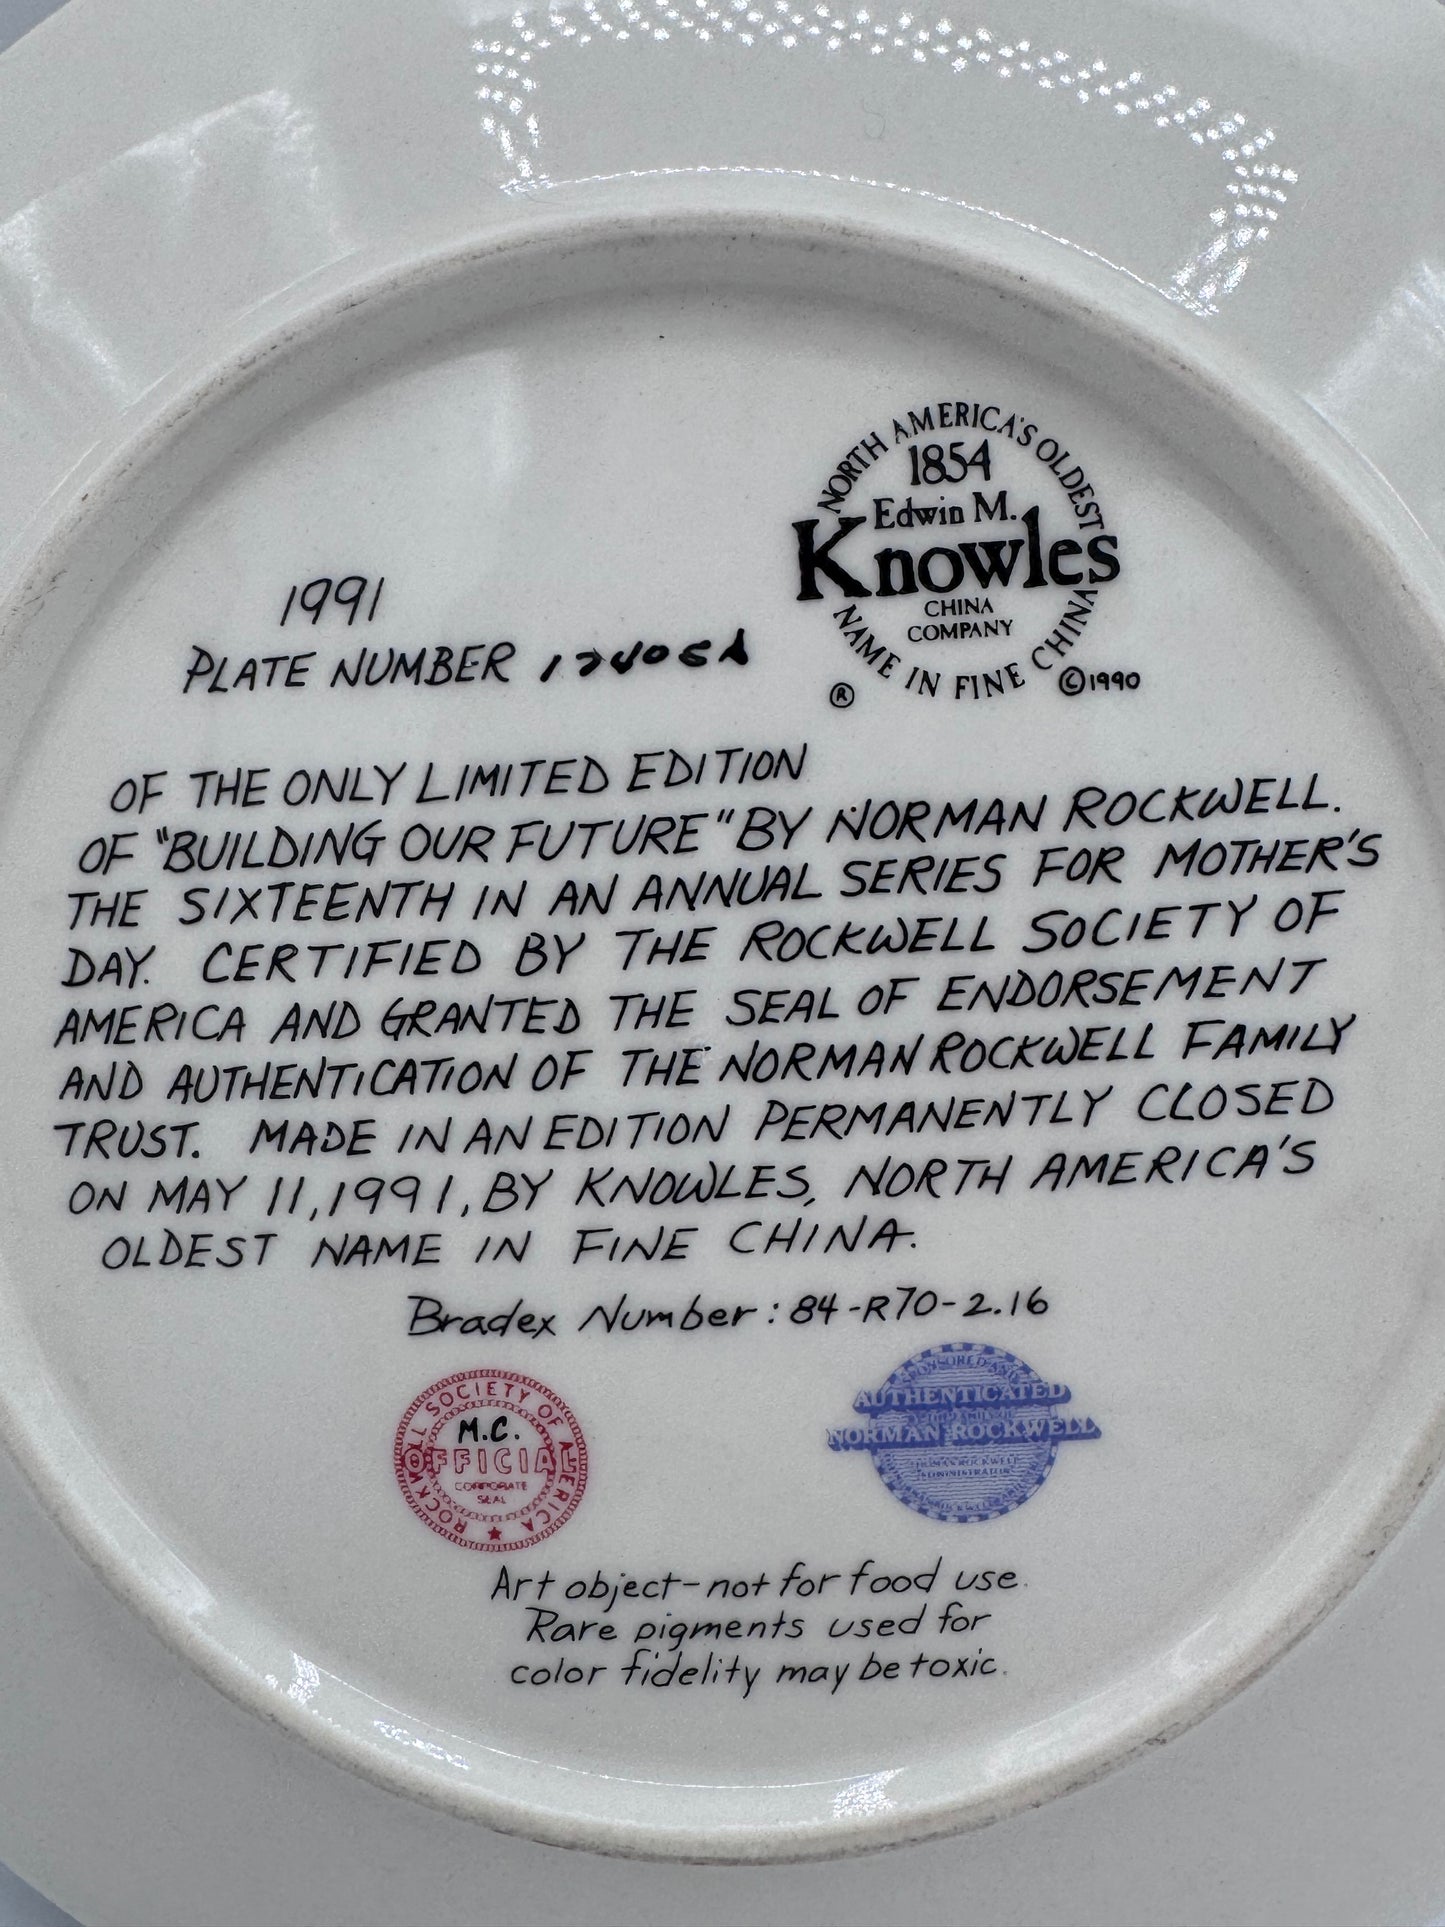 NORTH AMERICA'S OLDEST
1854
Edwin M.
Knowles
CHINA
COMPANY
NAME IN FINE CHINA
® ©1990
1991
PLATE NUMBER
OF THE ONLY LIMITED EDITION
OF "BUILDING OUR FUTURE" BY NORMAN ROCKWELL.
THE SIXTEENTH IN AN ANNUAL SERIES FOR MOTHER'S
DAY. CERTIFIED BY THE ROCKWELL SOCIETY OF
AMERICA AND GRANTED THE SEAL OF ENDORSEMENT
AND AUTHENTICATION OF THE NORMAN ROCKWELL FAMILY
TRUST. MADE IN AN EDITION PERMANENTLY CLOSED
ON MAY 11, 1991, BY KNOWLES, NORTH AMERICA'S
OLDEST NAME IN FINE CHINA.
Bradex Number: 84-R70-2.16
ROCKWELL SOCIETY OF AMERICA
M.C.
OFFICIAL
CORPORATE
SEAL
AUTHENTICATED
NORMAN ROCKWELL
Art object-not for food use.
Rare pigments used for
color fidelity may be toxic.